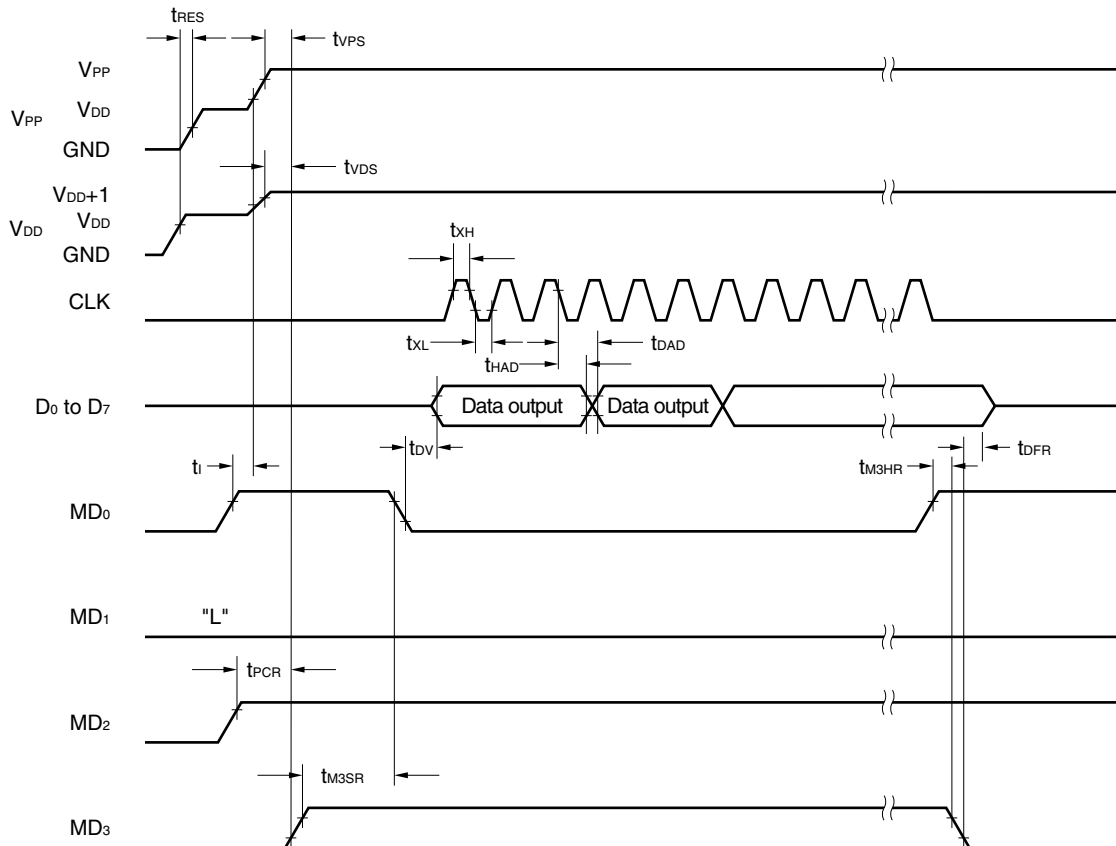 tRES
tVPS
VPP
VPP
VDD
GND
tVDS
VDD+1
VDD
VDD
GND
tXH
CLK
tXL
tHAD
tDAD
D0 to D7
Data output
Data output
tDV
tI
tM3HR
tDFR
MD0
MD1
"L"
tPCR
MD2
tM3SR
MD3